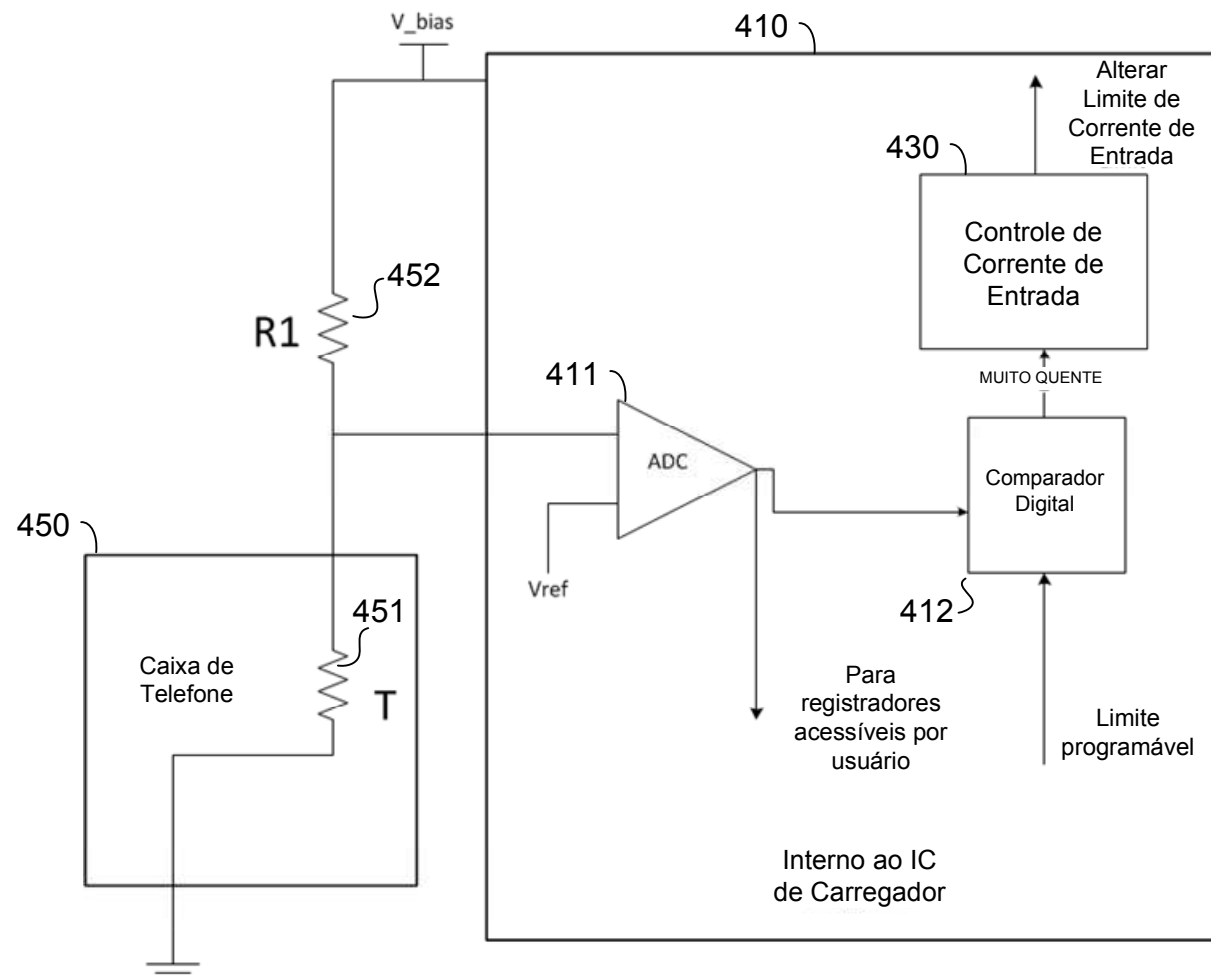 V_bias
410
Alterar
Limite de
Corrente de
Entrada
430
Controle de
Corrente de
Entrada
452
R1
MUITO QUENTE
411
ADC
Comparador
Digital
450
Vref
412
451
Caixa de
Telefone
T
Para
registradores
acessíveis por
usuário
Limite
programável
Interno ao IC
de Carregador